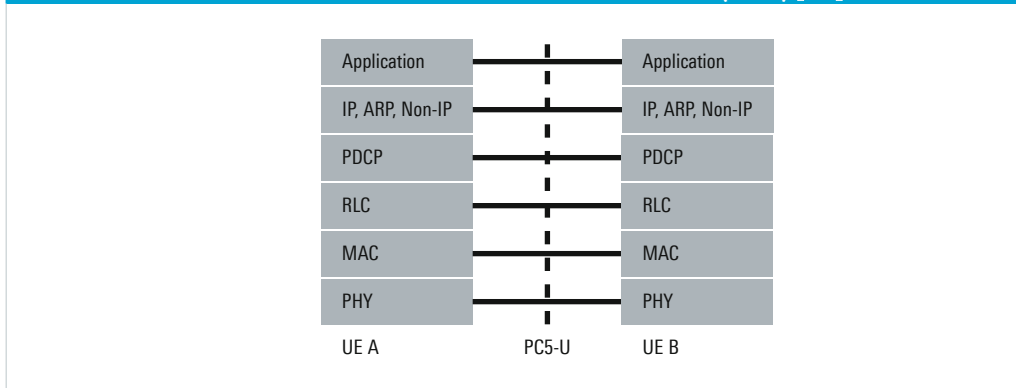 Application Application
IP, ARP, Non-IP IP, ARP, Non-IP
PDCP PDCP
RLC RLC
MAC MAC
PHY PHY
UE A PC5-U UE B